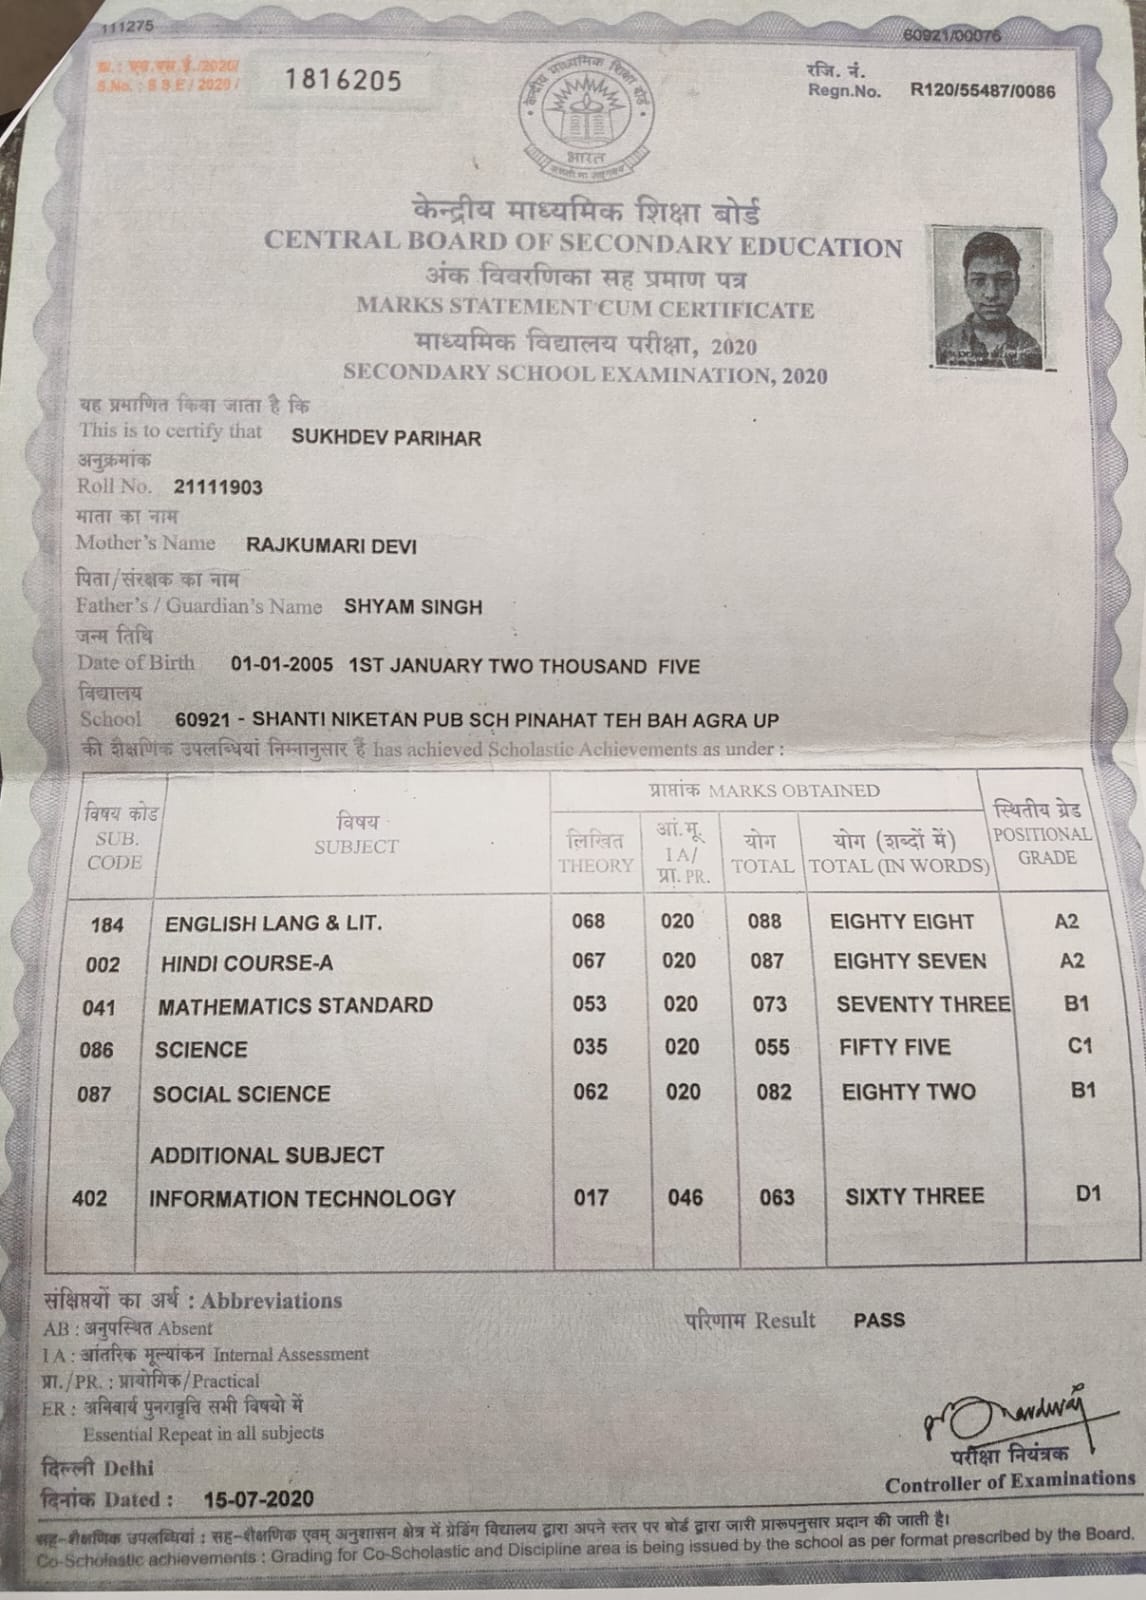 111275
60921/00076
क्र.: एस.एस.ई./2020/
S.No. : S S E / 2020 /
1816205
रजि. नं.
Regn.No. R120/55487/0086
केन्द्रीय माध्यमिक शिक्षा बोर्ड
भारत
केन्द्रीय माध्यमिक शिक्षा बोर्ड
CENTRAL BOARD OF SECONDARY EDUCATION
अंक विवरणिका सह प्रमाण पत्र
MARKS STATEMENT CUM CERTIFICATE
माध्यमिक विद्यालय परीक्षा, 2020
SECONDARY SCHOOL EXAMINATION, 2020
यह प्रमाणित किया जाता है कि
This is to certify that SUKHDEV PARIHAR
अनुक्रमांक
Roll No. 21111903
माता का नाम
Mother's Name RAJKUMARI DEVI
पिता/संरक्षक का नाम
Father's / Guardian's Name SHYAM SINGH
जन्म तिथि
Date of Birth 01-01-2005 1ST JANUARY TWO THOUSAND FIVE
विद्यालय
School 60921 - SHANTI NIKETAN PUB SCH PINAHAT TEH BAH AGRA UP
की शैक्षणिक उपलब्धियां निम्नानुसार हैं has achieved Scholastic Achievements as under :
विषय कोड
SUB.
CODE
विषय
SUBJECT
प्राप्तांक MARKS OBTAINED
लिखित
THEORY
आं.मू.
I A/
प्रा. PR.
योग
TOTAL
योग (शब्दों में)
TOTAL (IN WORDS)
स्थितीय ग्रेड
POSITIONAL
GRADE
184 ENGLISH LANG & LIT. 068 020 088 EIGHTY EIGHT A2
002 HINDI COURSE-A 067 020 087 EIGHTY SEVEN A2
041 MATHEMATICS STANDARD 053 020 073 SEVENTY THREE B1
086 SCIENCE 035 020 055 FIFTY FIVE C1
087 SOCIAL SCIENCE 062 020 082 EIGHTY TWO B1
ADDITIONAL SUBJECT
402 INFORMATION TECHNOLOGY 017 046 063 SIXTY THREE D1
संक्षिप्तयों का अर्थ : Abbreviations
AB : अनुपस्थित Absent
I A : आंतरिक मूल्यांकन Internal Assessment
प्रा./PR. : प्रायोगिक/Practical
ER : अनिवार्य पुनरावृत्ति सभी विषयो में
Essential Repeat in all subjects
परिणाम Result PASS
दिल्ली Delhi
दिनांक Dated : 15-07-2020
परीक्षा नियंत्रक
Controller of Examinations
सह-शैक्षणिक उपलब्धियां : सह-शैक्षणिक एवम् अनुशासन क्षेत्र में ग्रेडिंग विद्यालय द्वारा अपने स्तर पर बोर्ड द्वारा जारी प्रारूपनुसार प्रदान की जाती है।
Co-Scholastic achievements : Grading for Co-Scholastic and Discipline area is being issued by the school as per format prescribed by the Board.